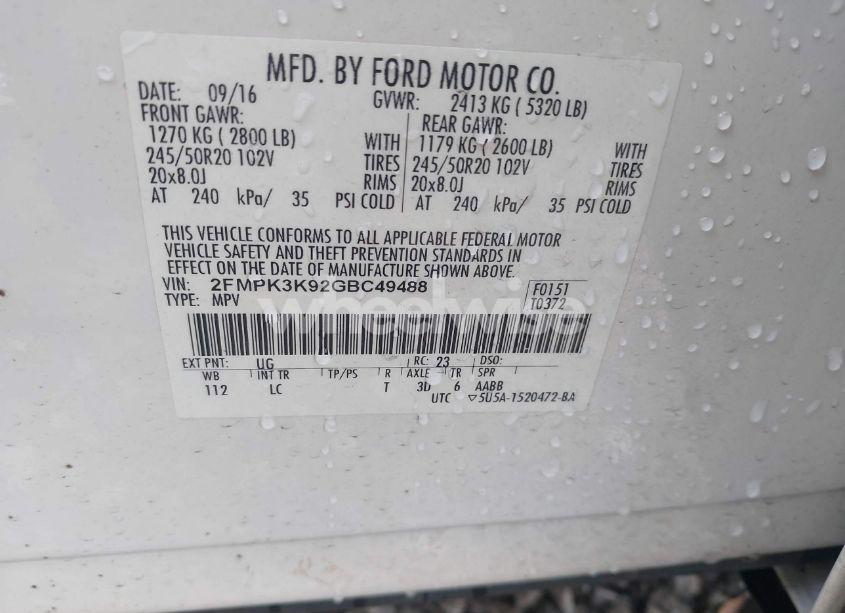 MFD. BY FORD MOTOR CO.
DATE: 09/16 GVWR: 2413 KG ( 5320 LB)
FRONT GAWR: REAR GAWR:
1270 KG ( 2800 LB) WITH 1179 KG ( 2600 LB) WITH
245/50R20 102V TIRES 245/50R20 102V TIRES
20x8.0J RIMS 20x8.0J RIMS
AT 240 kPa/ 35 PSI COLD AT 240 kPa/ 35 PSI COLD
THIS VEHICLE CONFORMS TO ALL APPLICABLE FEDERAL MOTOR
VEHICLE SAFETY AND THEFT PREVENTION STANDARDS IN
EFFECT ON THE DATE OF MANUFACTURE SHOWN ABOVE.
VIN: 2FMPK3K92GBC49488 F0151
TYPE: MPV T0372
wheelwise
EXT PNT: UG RC: 23 DSO:
WB INT TR TP/PS R AXLE TR SPR
112 LC T 3D 6 AABB
UTC ▽5U5A-1520472-BA